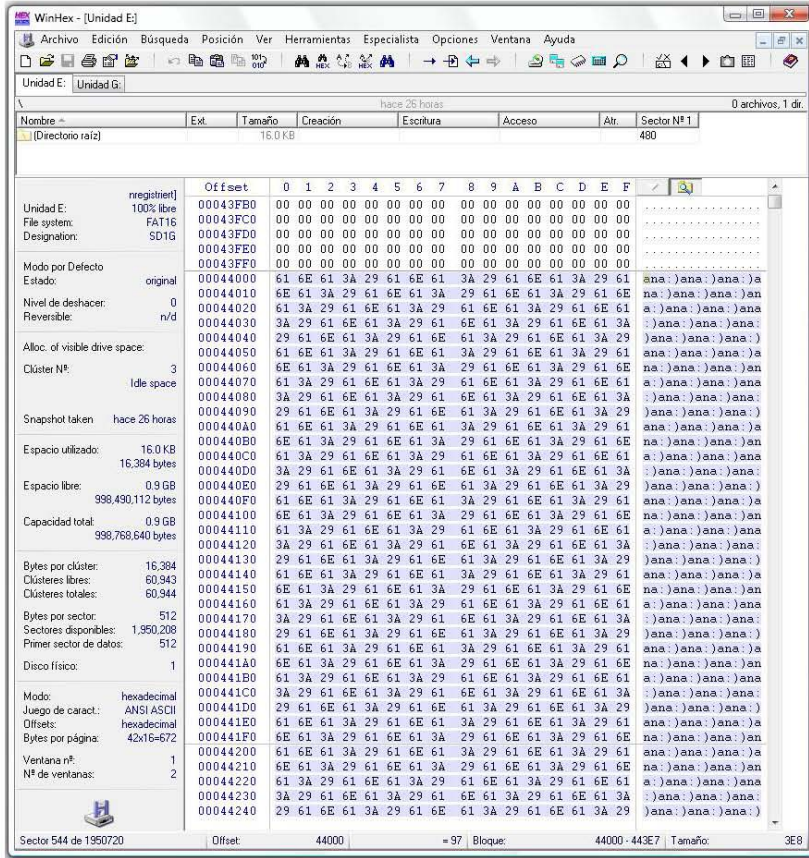 WinHex - [Unidad E:]
Archivo Edición Búsqueda Posición Ver Herramientas Especialista Opciones Ventana Ayuda
Unidad E: Unidad G:
\ hace 26 horas 0 archivos, 1 dir.
Nombre Ext. Tamaño Creación Escritura Acceso Atr. Sector Nº 1
(Directorio raíz) 16.0 KB 480
nregistriert]
Unidad E: 100% libre
File system: FAT16
Designation: SD1G
Modo por Defecto
Estado: original
Nivel de deshacer: 0
Reversible: n/d
Alloc. of visible drive space:
Clúster Nº: 3
Idle space
Snapshot taken hace 26 horas
Espacio utilizado: 16.0 KB
16,384 bytes
Espacio libre: 0.9 GB
998,490,112 bytes
Capacidad total: 0.9 GB
998,768,640 bytes
Bytes por clúster: 16,384
Clústeres libres: 60,943
Clústeres totales: 60,944
Bytes por sector: 512
Sectores disponibles: 1,950,208
Primer sector de datos: 512
Disco físico: 1
Modo: hexadecimal
Juego de caract.: ANSI ASCII
Offsets: hexadecimal
Bytes por página: 42x16=672
Ventana nº: 1
Nº de ventanas: 2
Offset 0 1 2 3 4 5 6 7 8 9 A B C D E F
00043FB0 00 00 00 00 00 00 00 00 00 00 00 00 00 00 00 00 ................
00043FC0 00 00 00 00 00 00 00 00 00 00 00 00 00 00 00 00 ................
00043FD0 00 00 00 00 00 00 00 00 00 00 00 00 00 00 00 00 ................
00043FE0 00 00 00 00 00 00 00 00 00 00 00 00 00 00 00 00 ................
00043FF0 00 00 00 00 00 00 00 00 00 00 00 00 00 00 00 00 ................
00044000 61 6E 61 3A 29 61 6E 61 3A 29 61 6E 61 3A 29 61 ana:)ana:)ana:)a
00044010 6E 61 3A 29 61 6E 61 3A 29 61 6E 61 3A 29 61 6E na:)ana:)ana:)an
00044020 61 3A 29 61 6E 61 3A 29 61 6E 61 3A 29 61 6E 61 a:)ana:)ana:)ana
00044030 3A 29 61 6E 61 3A 29 61 6E 61 3A 29 61 6E 61 3A :)ana:)ana:)ana:
00044040 29 61 6E 61 3A 29 61 6E 61 3A 29 61 6E 61 3A 29 )ana:)ana:)ana:)
00044050 61 6E 61 3A 29 61 6E 61 3A 29 61 6E 61 3A 29 61 ana:)ana:)ana:)a
00044060 6E 61 3A 29 61 6E 61 3A 29 61 6E 61 3A 29 61 6E na:)ana:)ana:)an
00044070 61 3A 29 61 6E 61 3A 29 61 6E 61 3A 29 61 6E 61 a:)ana:)ana:)ana
00044080 3A 29 61 6E 61 3A 29 61 6E 61 3A 29 61 6E 61 3A :)ana:)ana:)ana:
00044090 29 61 6E 61 3A 29 61 6E 61 3A 29 61 6E 61 3A 29 )ana:)ana:)ana:)
000440A0 61 6E 61 3A 29 61 6E 61 3A 29 61 6E 61 3A 29 61 ana:)ana:)ana:)a
000440B0 6E 61 3A 29 61 6E 61 3A 29 61 6E 61 3A 29 61 6E na:)ana:)ana:)an
000440C0 61 3A 29 61 6E 61 3A 29 61 6E 61 3A 29 61 6E 61 a:)ana:)ana:)ana
000440D0 3A 29 61 6E 61 3A 29 61 6E 61 3A 29 61 6E 61 3A :)ana:)ana:)ana:
000440E0 29 61 6E 61 3A 29 61 6E 61 3A 29 61 6E 61 3A 29 )ana:)ana:)ana:)
000440F0 61 6E 61 3A 29 61 6E 61 3A 29 61 6E 61 3A 29 61 ana:)ana:)ana:)a
00044100 6E 61 3A 29 61 6E 61 3A 29 61 6E 61 3A 29 61 6E na:)ana:)ana:)an
00044110 61 3A 29 61 6E 61 3A 29 61 6E 61 3A 29 61 6E 61 a:)ana:)ana:)ana
00044120 3A 29 61 6E 61 3A 29 61 6E 61 3A 29 61 6E 61 3A :)ana:)ana:)ana:
00044130 29 61 6E 61 3A 29 61 6E 61 3A 29 61 6E 61 3A 29 )ana:)ana:)ana:)
00044140 61 6E 61 3A 29 61 6E 61 3A 29 61 6E 61 3A 29 61 ana:)ana:)ana:)a
00044150 6E 61 3A 29 61 6E 61 3A 29 61 6E 61 3A 29 61 6E na:)ana:)ana:)an
00044160 61 3A 29 61 6E 61 3A 29 61 6E 61 3A 29 61 6E 61 a:)ana:)ana:)ana
00044170 3A 29 61 6E 61 3A 29 61 6E 61 3A 29 61 6E 61 3A :)ana:)ana:)ana:
00044180 29 61 6E 61 3A 29 61 6E 61 3A 29 61 6E 61 3A 29 )ana:)ana:)ana:)
00044190 61 6E 61 3A 29 61 6E 61 3A 29 61 6E 61 3A 29 61 ana:)ana:)ana:)a
000441A0 6E 61 3A 29 61 6E 61 3A 29 61 6E 61 3A 29 61 6E na:)ana:)ana:)an
000441B0 61 3A 29 61 6E 61 3A 29 61 6E 61 3A 29 61 6E 61 a:)ana:)ana:)ana
000441C0 3A 29 61 6E 61 3A 29 61 6E 61 3A 29 61 6E 61 3A :)ana:)ana:)ana:
000441D0 29 61 6E 61 3A 29 61 6E 61 3A 29 61 6E 61 3A 29 )ana:)ana:)ana:)
000441E0 61 6E 61 3A 29 61 6E 61 3A 29 61 6E 61 3A 29 61 ana:)ana:)ana:)a
000441F0 6E 61 3A 29 61 6E 61 3A 29 61 6E 61 3A 29 61 6E na:)ana:)ana:)an
00044200 61 6E 61 3A 29 61 6E 61 3A 29 61 6E 61 3A 29 61 ana:)ana:)ana:)a
00044210 6E 61 3A 29 61 6E 61 3A 29 61 6E 61 3A 29 61 6E na:)ana:)ana:)an
00044220 61 3A 29 61 6E 61 3A 29 61 6E 61 3A 29 61 6E 61 a:)ana:)ana:)ana
00044230 3A 29 61 6E 61 3A 29 61 6E 61 3A 29 61 6E 61 3A :)ana:)ana:)ana:
00044240 29 61 6E 61 3A 29 61 6E 61 3A 29 61 6E 61 3A 29 )ana:)ana:)ana:)
Sector 544 de 1950720 Offset: 44000 = 97 Bloque: 44000 - 443E7 Tamaño: 3E8